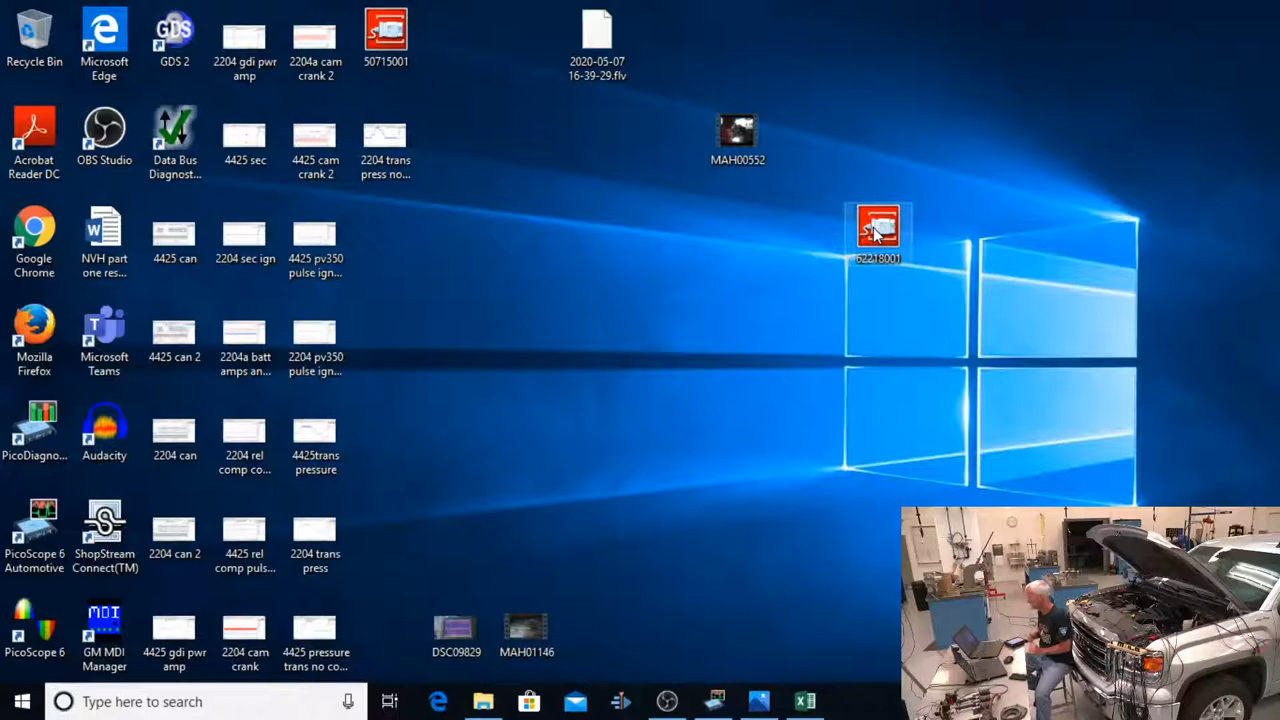 Recycle Bin
Microsoft
Edge
GDS
GDS 2
2204 gdi pwr
amp
2204a cam
crank 2
50715001
2020-05-07
16-39-29.flv
Acrobat
Reader DC
OBS Studio
Data Bus
Diagnost...
4425 sec
4425 cam
crank 2
2204 trans
press no...
MAH00552
Google
Chrome
NVH part
one res...
4425 can
2204 sec ign
4425 pv350
pulse ign...
62218001
Mozilla
Firefox
Microsoft
Teams
4425 can 2
2204a batt
amps an...
2204 pv350
pulse ign...
PicoDiagno...
Audacity
2204 can
2204 rel
comp co...
4425trans
pressure
PicoScope 6
Automotive
ShopStream
Connect(TM)
2204 can 2
4425 rel
comp puls...
2204 trans
press
PicoScope 6
MDI
GM MDI
Manager
4425 gdi pwr
amp
2204 cam
crank
4425 pressure
trans no co...
DSC09829
MAH01146
Type here to search